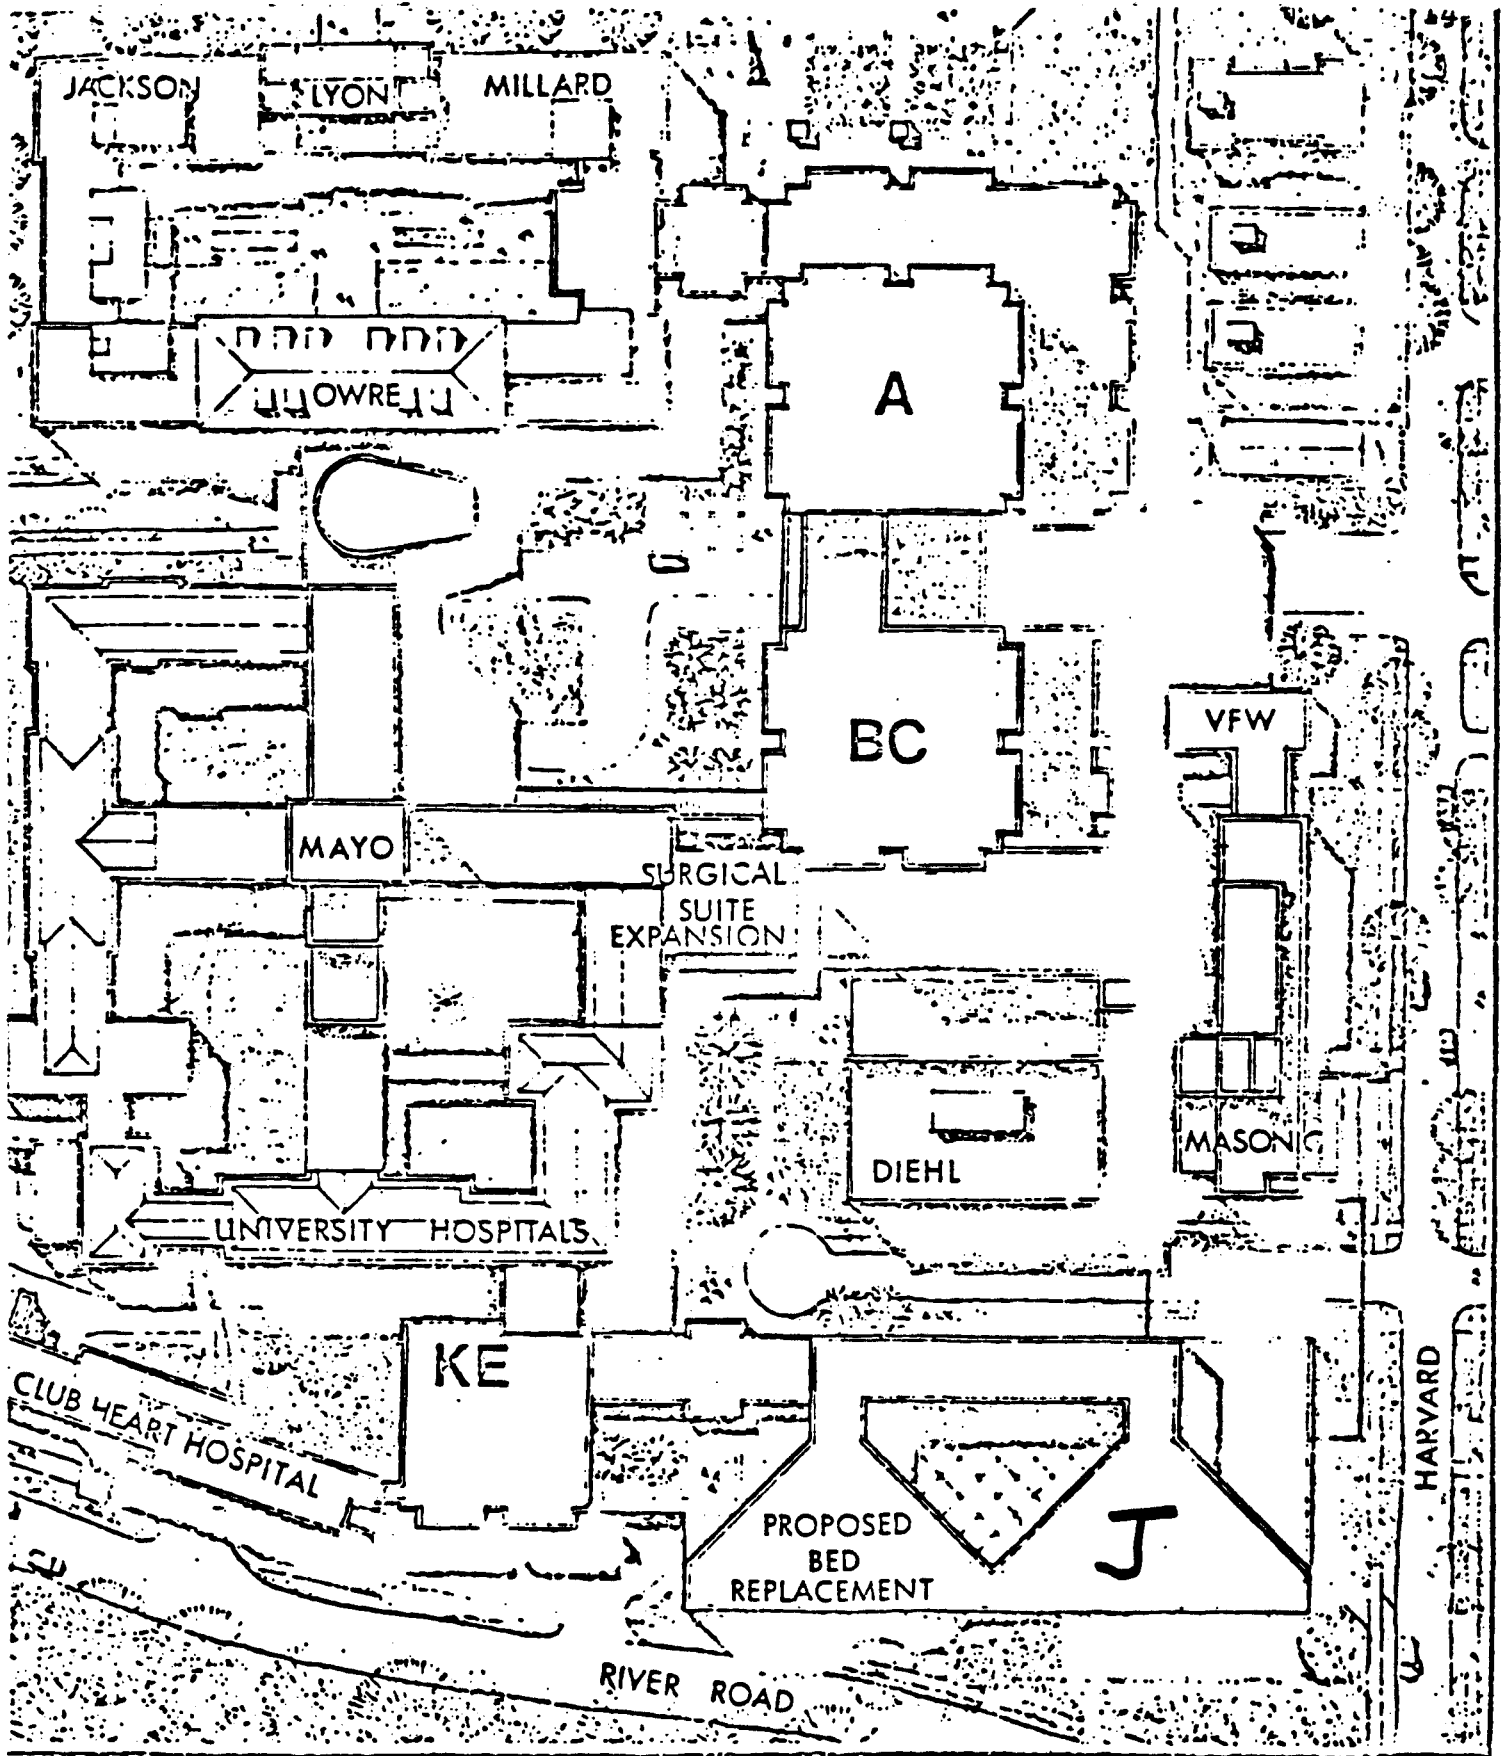 JACKSON
LYON
MILLARD
OWRE
A
BC
VFW
MAYO
SURGICAL
SUITE
EXPANSION
MASONIC
DIEHL
UNIVERSITY HOSPITALS
KE
CLUB HEART HOSPITAL
HARVARD
PROPOSED
BED
REPLACEMENT
J
RIVER ROAD